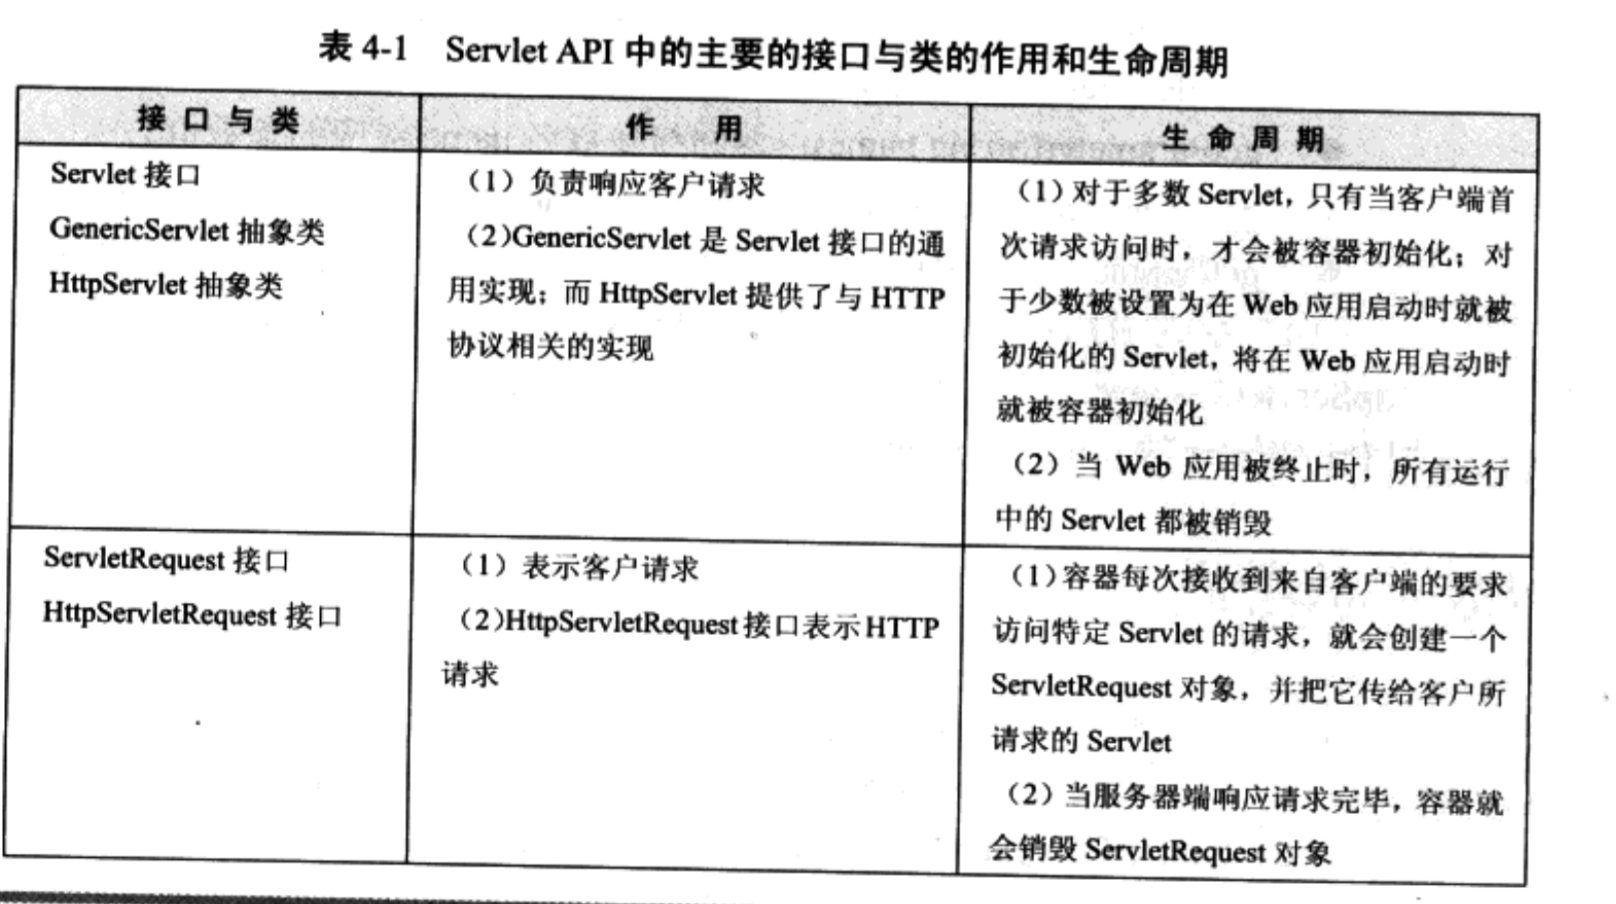 表 4-1 Servlet API 中的主要的接口与类的作用和生命周期
接 口 与 类
作 用
生 命 周 期
Servlet 接口
GenericServlet 抽象类
HttpServlet 抽象类
（1）负责响应客户请求
（2）GenericServlet 是 Servlet 接口的通
用实现；而 HttpServlet 提供了与 HTTP
协议相关的实现
（1）对于多数 Servlet，只有当客户端首
次请求访问时，才会被容器初始化；对
于少数被设置为在 Web 应用启动时就被
初始化的 Servlet，将在 Web 应用启动时
就被容器初始化
（2）当 Web 应用被终止时，所有运行
中的 Servlet 都被销毁
ServletRequest 接口
HttpServletRequest 接口
（1）表示客户请求
（2）HttpServletRequest 接口表示 HTTP
请求
（1）容器每次接收到来自客户端的要求
访问特定 Servlet 的请求，就会创建一个
ServletRequest 对象，并把它传给客户所
请求的 Servlet
（2）当服务器端响应请求完毕，容器就
会销毁 ServletRequest 对象